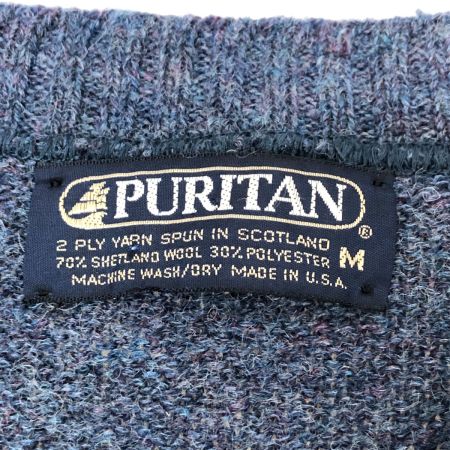 PURITAN®
2 PLY YARN SPUN IN SCOTLAND
70% SHETLAND WOOL 30% POLYESTER M
MACHINE WASH/DRY MADE IN U.S.A.